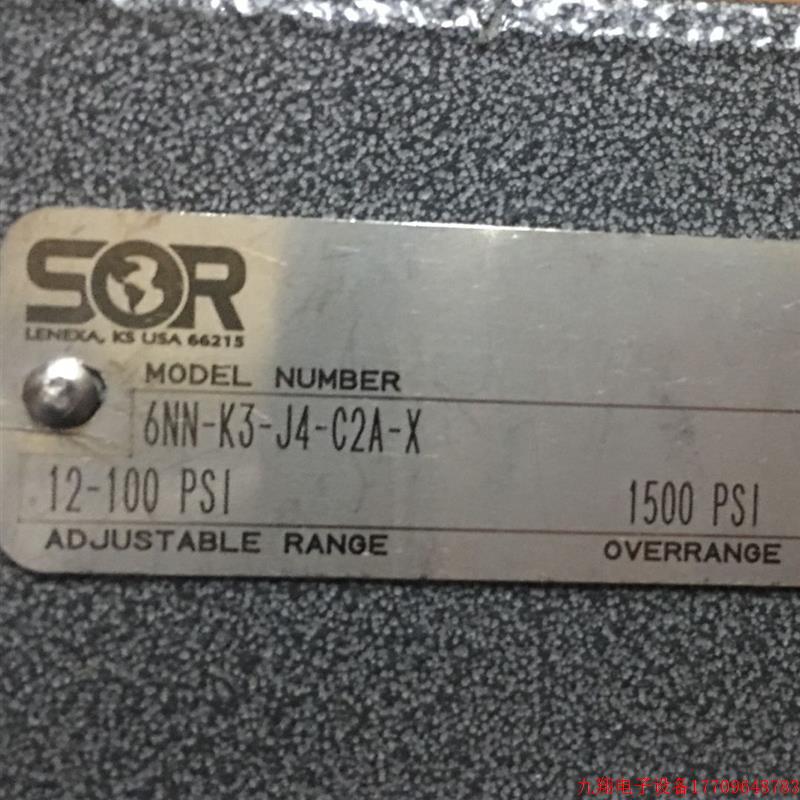 SOR
LENEXA, KS USA 66215
MODEL NUMBER
6NN-K3-J4-C2A-X
12-100 PSI 1500 PSI
ADJUSTABLE RANGE OVERRANGE
九翔电子设备17709648783